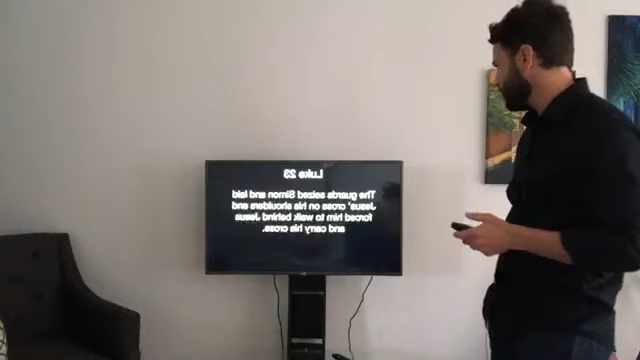 Luke 23
The guards seized Simon and laid
Jesus' cross on his shoulders and
forced him to walk behind Jesus
and carry his cross.